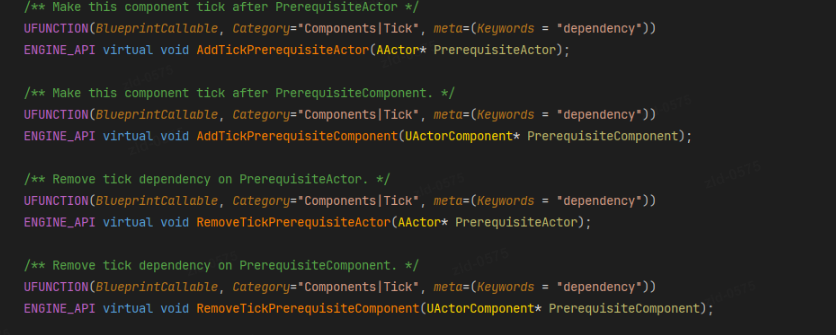 /** Make this component tick after PrerequisiteActor */
UFUNCTION(BlueprintCallable, Category="Components|Tick", meta=(Keywords = "dependency"))
ENGINE_API virtual void AddTickPrerequisiteActor(AActor* PrerequisiteActor);
/** Make this component tick after PrerequisiteComponent. */
UFUNCTION(BlueprintCallable, Category="Components|Tick", meta=(Keywords = "dependency"))
ENGINE_API virtual void AddTickPrerequisiteComponent(UActorComponent* PrerequisiteComponent);
/** Remove tick dependency on PrerequisiteActor. */
UFUNCTION(BlueprintCallable, Category="Components|Tick", meta=(Keywords = "dependency"))
ENGINE_API virtual void RemoveTickPrerequisiteActor(AActor* PrerequisiteActor);
/** Remove tick dependency on PrerequisiteComponent. */
UFUNCTION(BlueprintCallable, Category="Components|Tick", meta=(Keywords = "dependency"))
ENGINE_API virtual void RemoveTickPrerequisiteComponent(UActorComponent* PrerequisiteComponent);